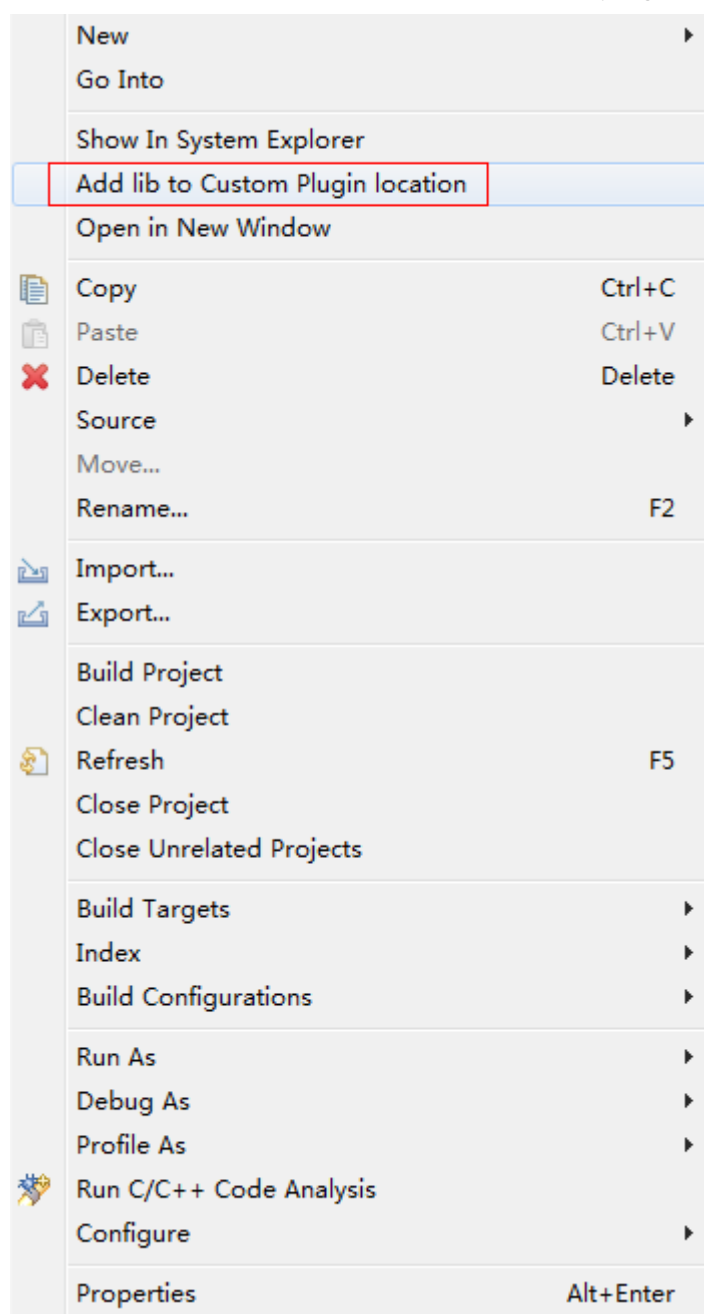 New
Go Into
Show In System Explorer
Add lib to Custom Plugin location
Open in New Window
Copy Ctrl+C
Paste Ctrl+V
Delete Delete
Source
Move...
Rename... F2
Import...
Export...
Build Project
Clean Project
Refresh F5
Close Project
Close Unrelated Projects
Build Targets
Index
Build Configurations
Run As
Debug As
Profile As
Run C/C++ Code Analysis
Configure
Properties Alt+Enter